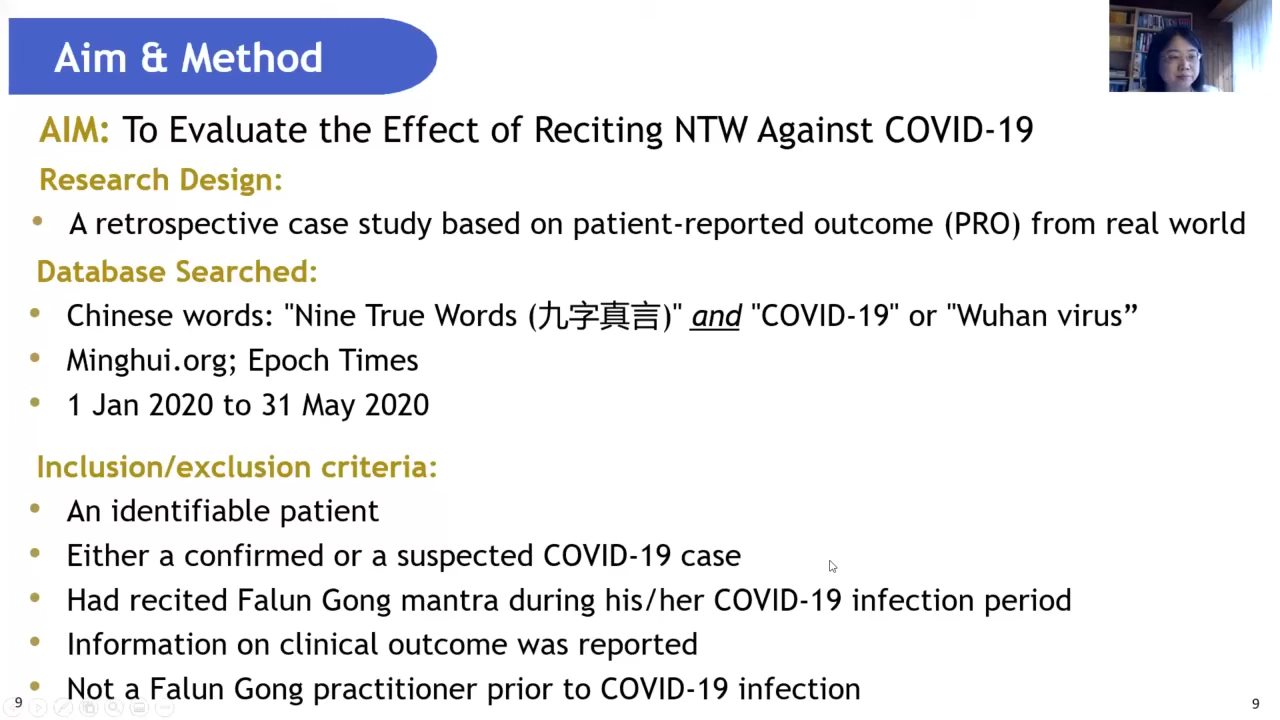 Aim & Method
AIM: To Evaluate the Effect of Reciting NTW Against COVID-19
Research Design:
• A retrospective case study based on patient-reported outcome (PRO) from real world
Database Searched:
• Chinese words: "Nine True Words (九字真言)" and "COVID-19" or "Wuhan virus”
• Minghui.org; Epoch Times
• 1 Jan 2020 to 31 May 2020
Inclusion/exclusion criteria:
• An identifiable patient
• Either a confirmed or a suspected COVID-19 case
• Had recited Falun Gong mantra during his/her COVID-19 infection period
• Information on clinical outcome was reported
• Not a Falun Gong practitioner prior to COVID-19 infection
9
9